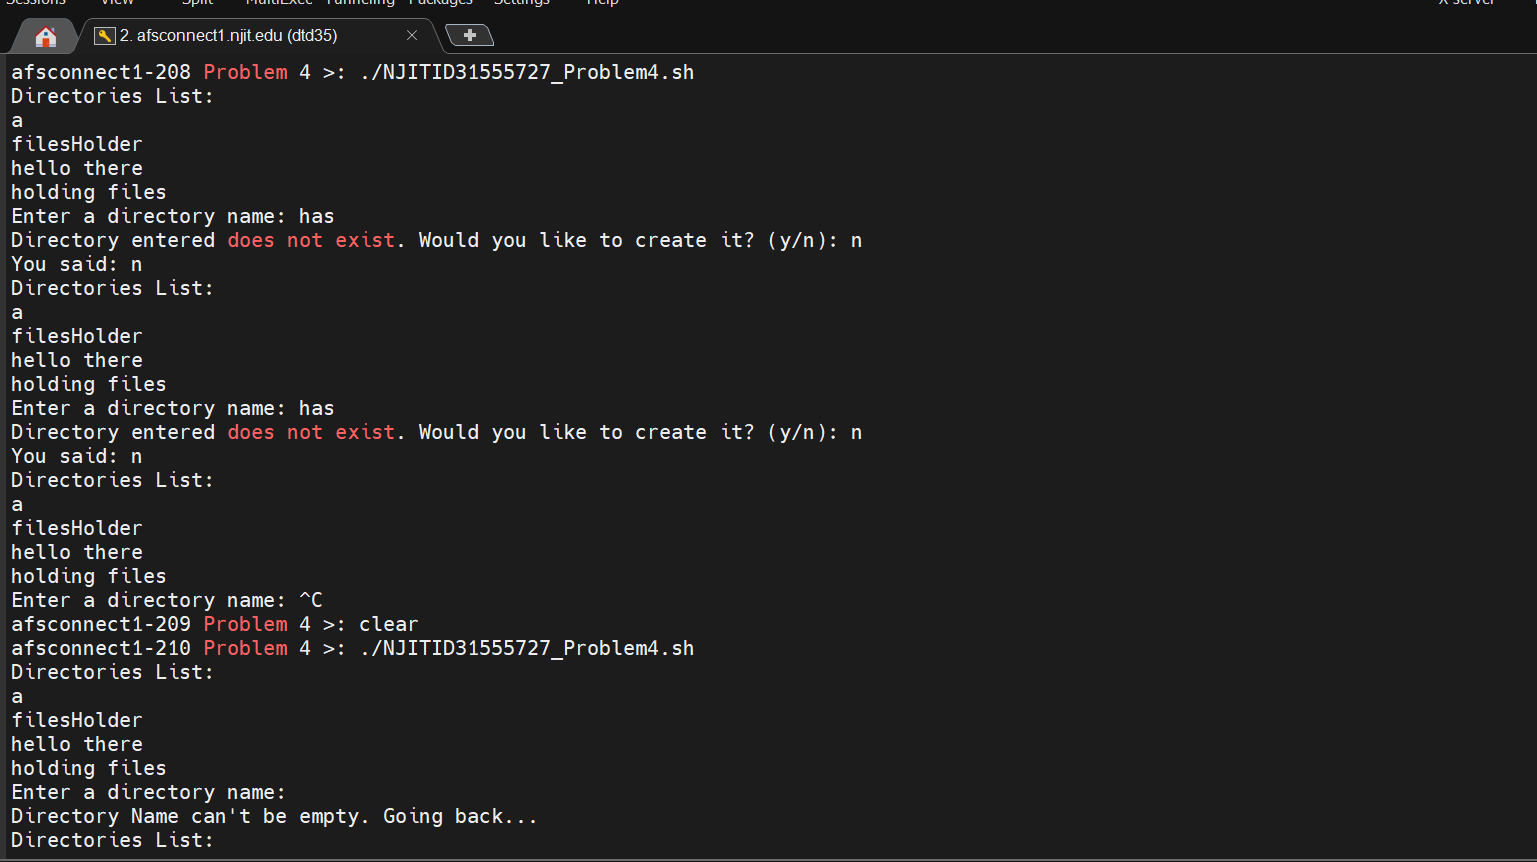 Sessions View Split MultiExec Tunneling Packages Settings Help X server
2. afsconnect1.njit.edu (dtd35)
afsconnect1-208 Problem 4 >: ./NJITID31555727_Problem4.sh
Directories List:
a
filesHolder
hello there
holding files
Enter a directory name: has
Directory entered does not exist. Would you like to create it? (y/n): n
You said: n
Directories List:
a
filesHolder
hello there
holding files
Enter a directory name: has
Directory entered does not exist. Would you like to create it? (y/n): n
You said: n
Directories List:
a
filesHolder
hello there
holding files
Enter a directory name: ^C
afsconnect1-209 Problem 4 >: clear
afsconnect1-210 Problem 4 >: ./NJITID31555727_Problem4.sh
Directories List:
a
filesHolder
hello there
holding files
Enter a directory name:
Directory Name can't be empty. Going back...
Directories List: